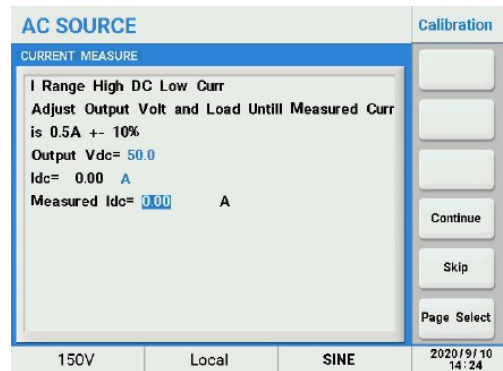 AC SOURCE
Calibration
CURRENT MEASURE
I Range High DC Low Curr
Adjust Output Volt and Load Untill Measured Curr
is 0.5A +- 10%
Output Vdc= 50.0
Idc= 0.00 A
Measured Idc= 0.00 A
Continue
Skip
Page Select
150V
Local
SINE
2020/9/10
14:24